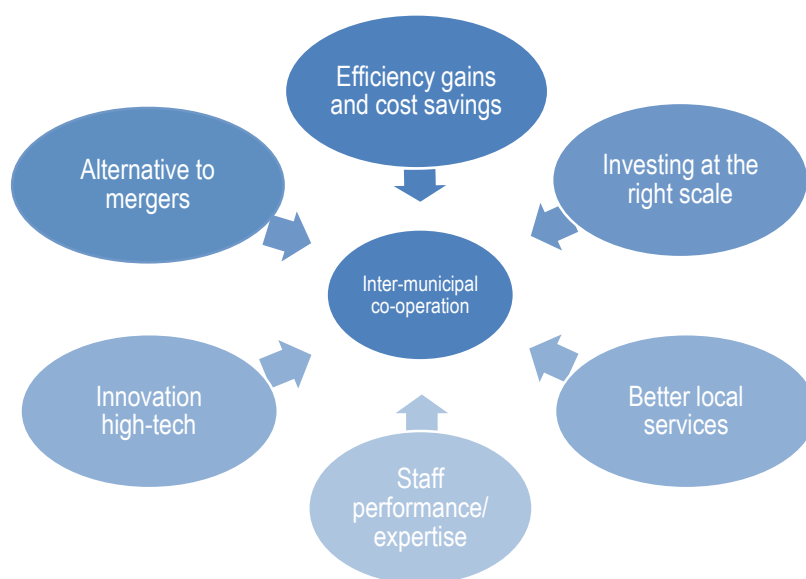 Efficiency gains
and cost savings
Alternative to
mergers
Investing at the
right scale
Inter-municipal
co-operation
Innovation
high-tech
Better local
services
Staff
performance/
expertise